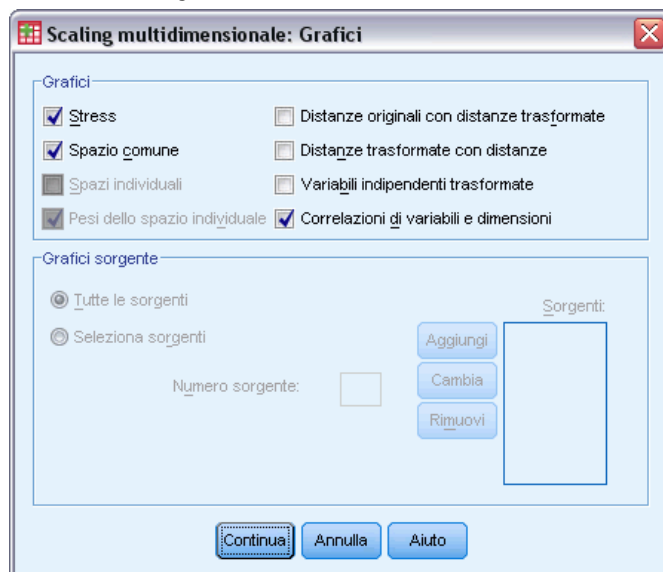 Scaling multidimensionale: Grafici
Grafici
Stress
Distanze originali con distanze trasformate
Spazio comune
Distanze trasformate con distanze
Spazi individuali
Variabili indipendenti trasformate
Pesi dello spazio individuale
Correlazioni di variabili e dimensioni
Grafici sorgente
Tutte le sorgenti
Sorgenti:
Seleziona sorgenti
Aggiungi
Numero sorgente:
Cambia
Rimuovi
Continua
Annulla
Aiuto